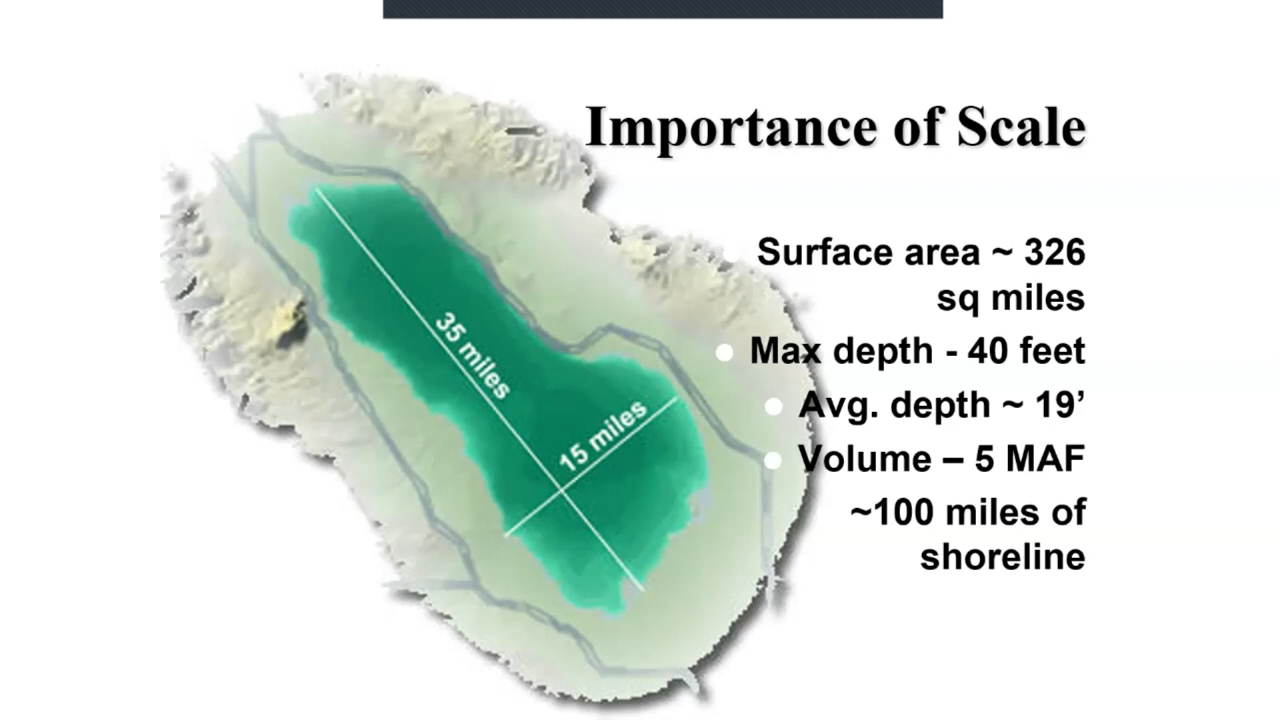 Importance of Scale
Surface area ~ 326
sq miles
Max depth - 40 feet
Avg. depth ~ 19’
Volume – 5 MAF
~100 miles of
shoreline
35 miles
15 miles